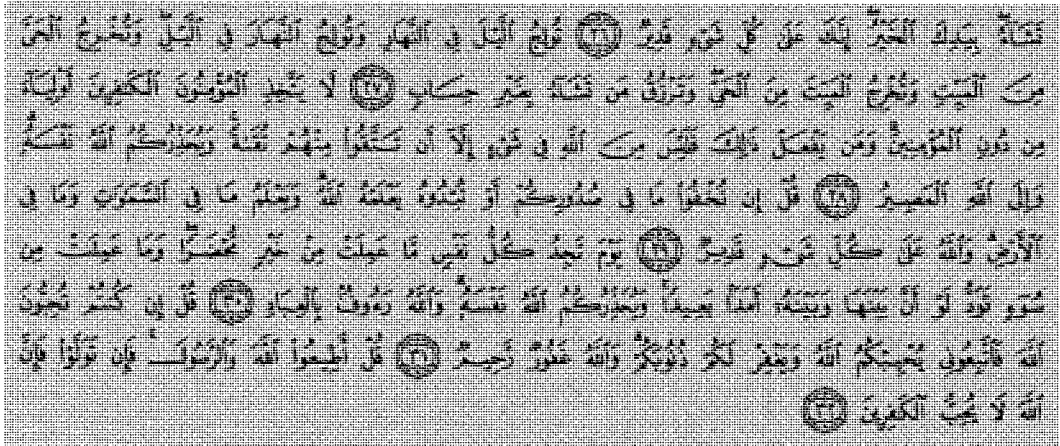 تَشَآءُ ۖ بِيَدِكَ ٱلْخَيْرُ ۖ إِنَّكَ عَلَىٰ كُلِّ شَىْءٍ قَدِيرٌ ﴿٢٦﴾ تُولِجُ ٱلَّيْلَ فِى ٱلنَّهَارِ وَتُولِجُ ٱلنَّهَارَ فِى ٱلَّيْلِ ۖ وَتُخْرِجُ ٱلْحَىَّ
مِنَ ٱلْمَيِّتِ وَتُخْرِجُ ٱلْمَيِّتَ مِنَ ٱلْحَىِّ ۖ وَتَرْزُقُ مَن تَشَآءُ بِغَيْرِ حِسَابٍ ﴿٢٧﴾ لَّا يَتَّخِذِ ٱلْمُؤْمِنُونَ ٱلْكَٰفِرِينَ أَوْلِيَآءَ
مِن دُونِ ٱلْمُؤْمِنِينَ ۖ وَمَن يَفْعَلْ ذَٰلِكَ فَلَيْسَ مِنَ ٱللَّهِ فِى شَىْءٍ إِلَّآ أَن تَتَّقُوا۟ مِنْهُمْ تُقَىٰةً ۗ وَيُحَذِّرُكُمُ ٱللَّهُ نَفْسَهُۥ ۗ
وَإِلَى ٱللَّهِ ٱلْمَصِيرُ ﴿٢٨﴾ قُلْ إِن تُخْفُوا۟ مَا فِى صُدُورِكُمْ أَوْ تُبْدُوهُ يَعْلَمْهُ ٱللَّهُ ۗ وَيَعْلَمُ مَا فِى ٱلسَّمَٰوَٰتِ وَمَا فِى
ٱلْأَرْضِ ۗ وَٱللَّهُ عَلَىٰ كُلِّ شَىْءٍ قَدِيرٌ ﴿٢٩﴾ يَوْمَ تَجِدُ كُلُّ نَفْسٍ مَّا عَمِلَتْ مِنْ خَيْرٍ مُّحْضَرًا وَمَا عَمِلَتْ مِن
سُوٓءٍ تَوَدُّ لَوْ أَنَّ بَيْنَهَا وَبَيْنَهُۥٓ أَمَدًۢا بَعِيدًا ۗ وَيُحَذِّرُكُمُ ٱللَّهُ نَفْسَهُۥ ۗ وَٱللَّهُ رَءُوفٌۢ بِٱلْعِبَادِ ﴿٣٠﴾ قُلْ إِن كُنتُمْ تُحِبُّونَ
ٱللَّهَ فَٱتَّبِعُونِى يُحْبِبْكُمُ ٱللَّهُ وَيَغْفِرْ لَكُمْ ذُنُوبَكُمْ ۗ وَٱللَّهُ غَفُورٌ رَّحِيمٌ ﴿٣١﴾ قُلْ أَطِيعُوا۟ ٱللَّهَ وَٱلرَّسُولَ ۖ فَإِن تَوَلَّوْا۟ فَإِنَّ
ٱللَّهَ لَا يُحِبُّ ٱلْكَٰفِرِينَ ﴿٣٢﴾